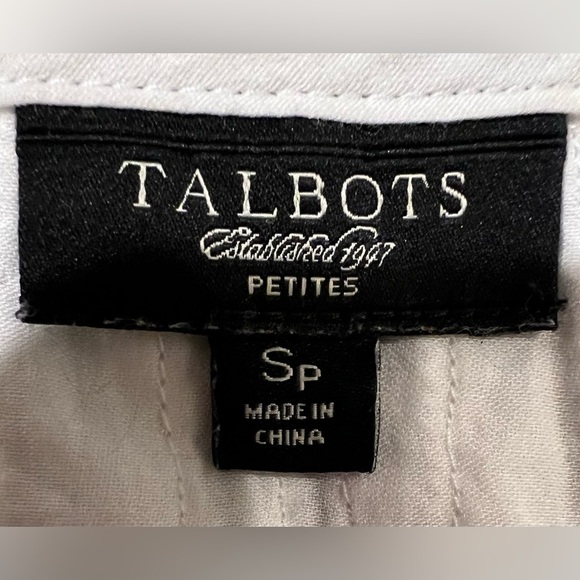 TALBOTS
Established 1947
PETITES
SP
MADE IN
CHINA